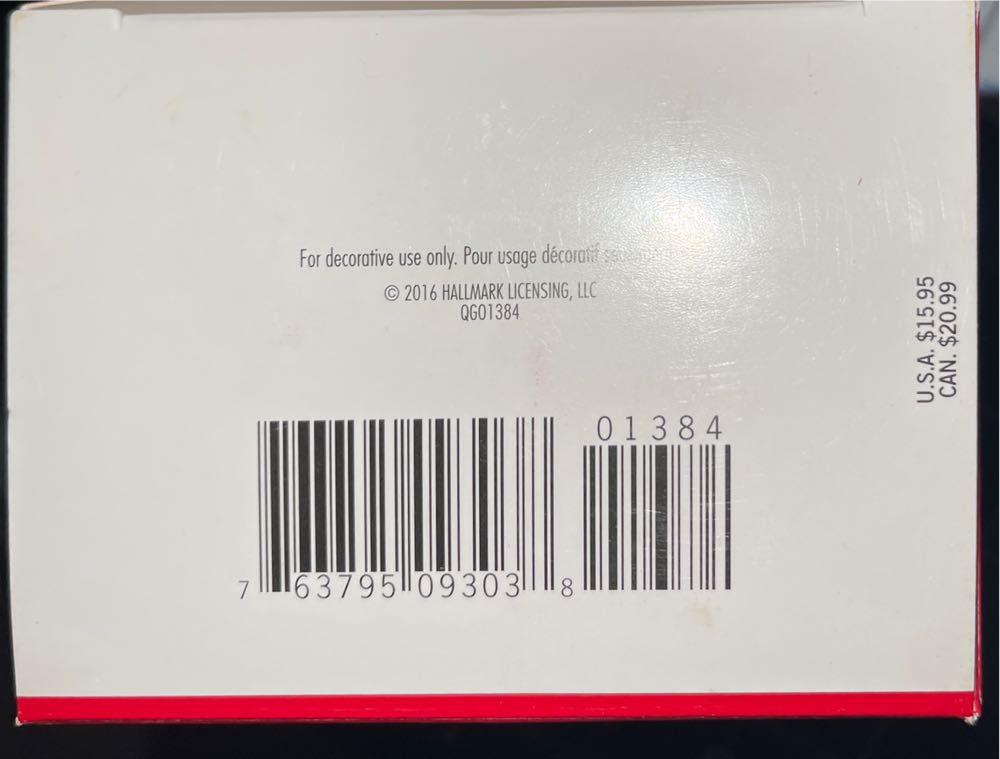 For decorative use only. Pour usage décoratif
© 2016 HALLMARK LICENSING, LLC
QGO1384
U.S.A. $15.95
CAN. $20.99
01384
7 63795 09303 8